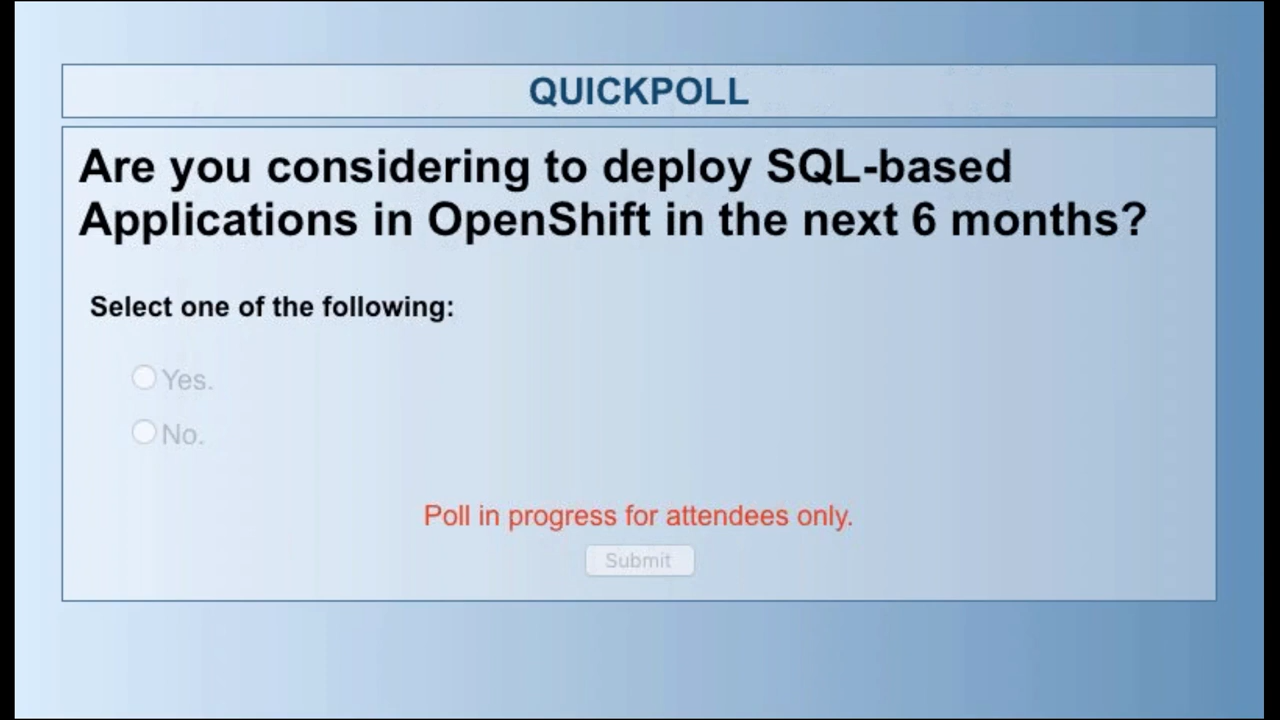 QUICKPOLL
Are you considering to deploy SQL-based
Applications in OpenShift in the next 6 months?
Select one of the following:
Yes.
No.
Poll in progress for attendees only.
Submit